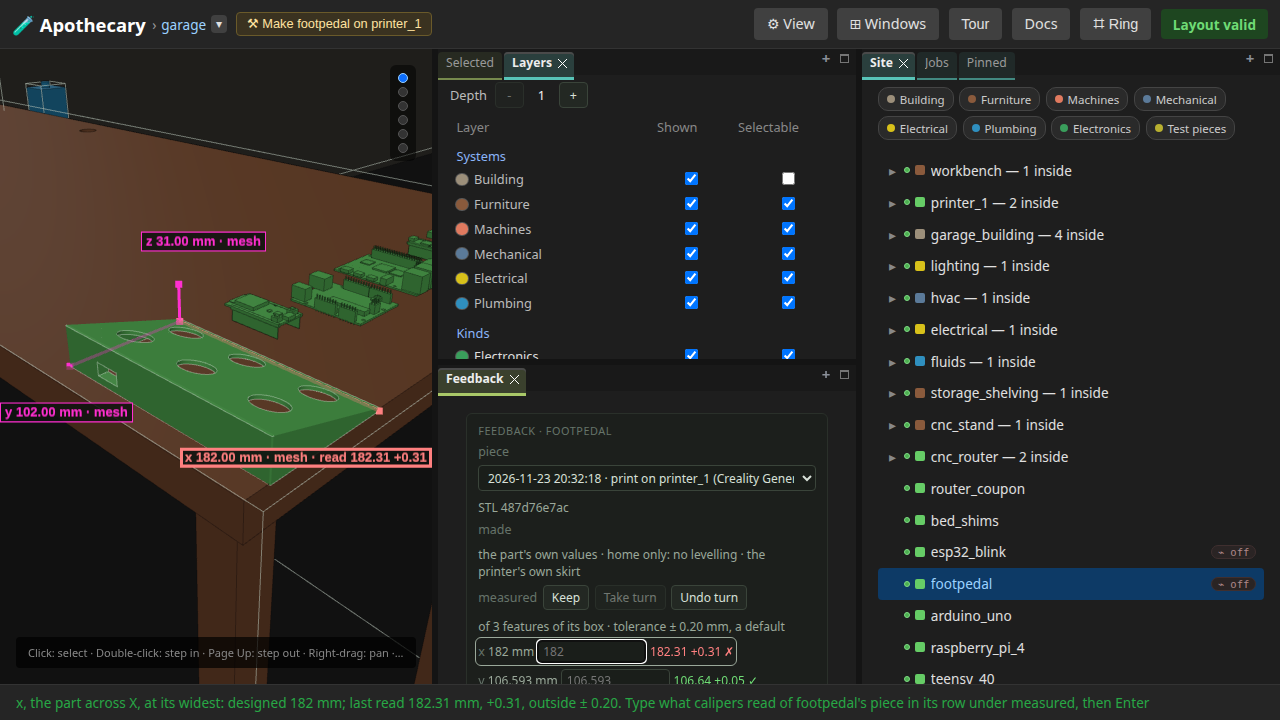 Apothecary › garage ▾ ⚒ Make footpedal on printer_1
⚙ View ⊞ Windows Tour Docs ⌗ Ring Layout valid
Selected Layers
Depth - 1 +
Layer Shown Selectable
Systems
Building
Furniture
Machines
Mechanical
Electrical
Plumbing
Kinds
Electronics
z 31.00 mm · mesh
y 102.00 mm · mesh
x 182.00 mm · mesh · read 182.31 +0.31
Click: select · Double-click: step in · Page Up: step out · Right-drag: pan ·…
Feedback
FEEDBACK · FOOTPEDAL
piece
2026-11-23 20:32:18 · print on printer_1 (Creality Gener
STL 487d76e7ac
made
the part's own values · home only: no levelling · the
printer's own skirt
measured Keep Take turn Undo turn
of 3 features of its box · tolerance ± 0.20 mm, a default
x 182 mm 182 182.31 +0.31 ✗
y 106.593 mm 106.593 106.64 +0.05 ✓
Site Jobs Pinned
Building Furniture Machines Mechanical
Electrical Plumbing Electronics Test pieces
▸ workbench — 1 inside
▸ printer_1 — 2 inside
▸ garage_building — 4 inside
▸ lighting — 1 inside
▸ hvac — 1 inside
▸ electrical — 1 inside
▸ fluids — 1 inside
▸ storage_shelving — 1 inside
▸ cnc_stand — 1 inside
▸ cnc_router — 2 inside
router_coupon
bed_shims
esp32_blink ⌁ off
footpedal ⌁ off
arduino_uno
raspberry_pi_4
teensy_40
x, the part across X, at its widest: designed 182 mm; last read 182.31 mm, +0.31, outside ± 0.20. Type what calipers read of footpedal's piece in its row under measured, then Enter